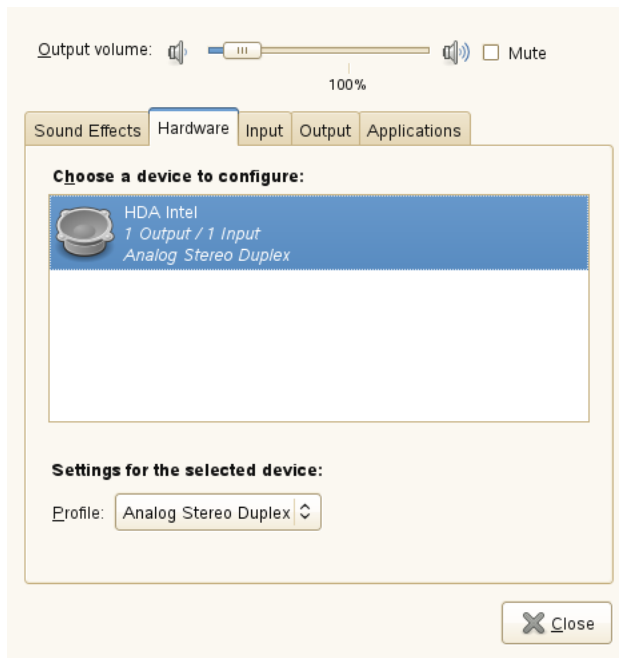 Output volume:
Mute
100%
Sound Effects
Hardware
Input
Output
Applications
Choose a device to configure:
HDA Intel
1 Output / 1 Input
Analog Stereo Duplex
Settings for the selected device:
Profile: Analog Stereo Duplex
Close